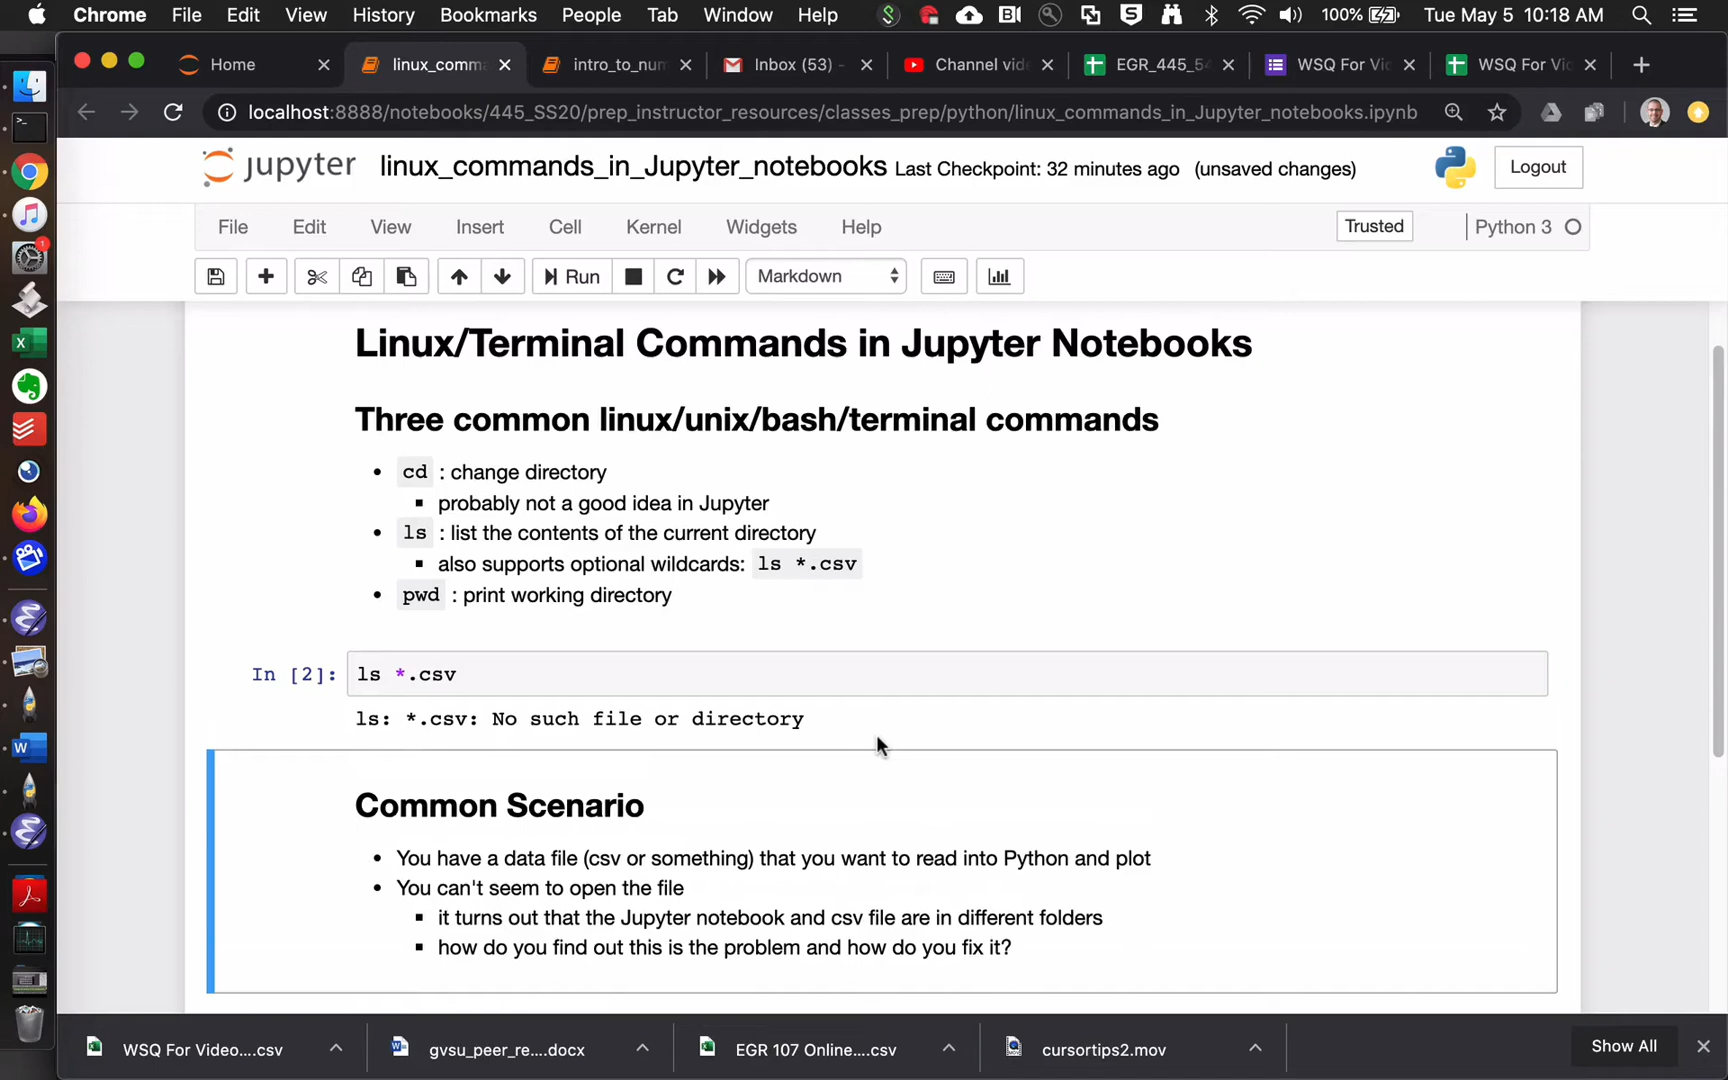 Chrome File Edit View History Bookmarks People Tab Window Help 100% Tue May 5 10:18 AM
Home linux_comm intro_to_num Inbox (53) - Channel vide EGR_445_54 WSQ For Vi WSQ For Vi
localhost:8888/notebooks/445_SS20/prep_instructor_resources/classes_prep/python/linux_commands_in_Jupyter_notebooks.ipynb
jupyter linux_commands_in_Jupyter_notebooks Last Checkpoint: 32 minutes ago (unsaved changes) Logout
File Edit View Insert Cell Kernel Widgets Help Trusted Python 3
Run Markdown
Linux/Terminal Commands in Jupyter Notebooks
Three common linux/unix/bash/terminal commands
• cd : change directory
▪ probably not a good idea in Jupyter
• ls : list the contents of the current directory
▪ also supports optional wildcards: ls *.csv
• pwd : print working directory
In [2]: ls *.csv
ls: *.csv: No such file or directory
Common Scenario
• You have a data file (csv or something) that you want to read into Python and plot
• You can't seem to open the file
▪ it turns out that the Jupyter notebook and csv file are in different folders
▪ how do you find out this is the problem and how do you fix it?
WSQ For Video....csv gvsu_peer_re....docx EGR 107 Online....csv cursortips2.mov Show All